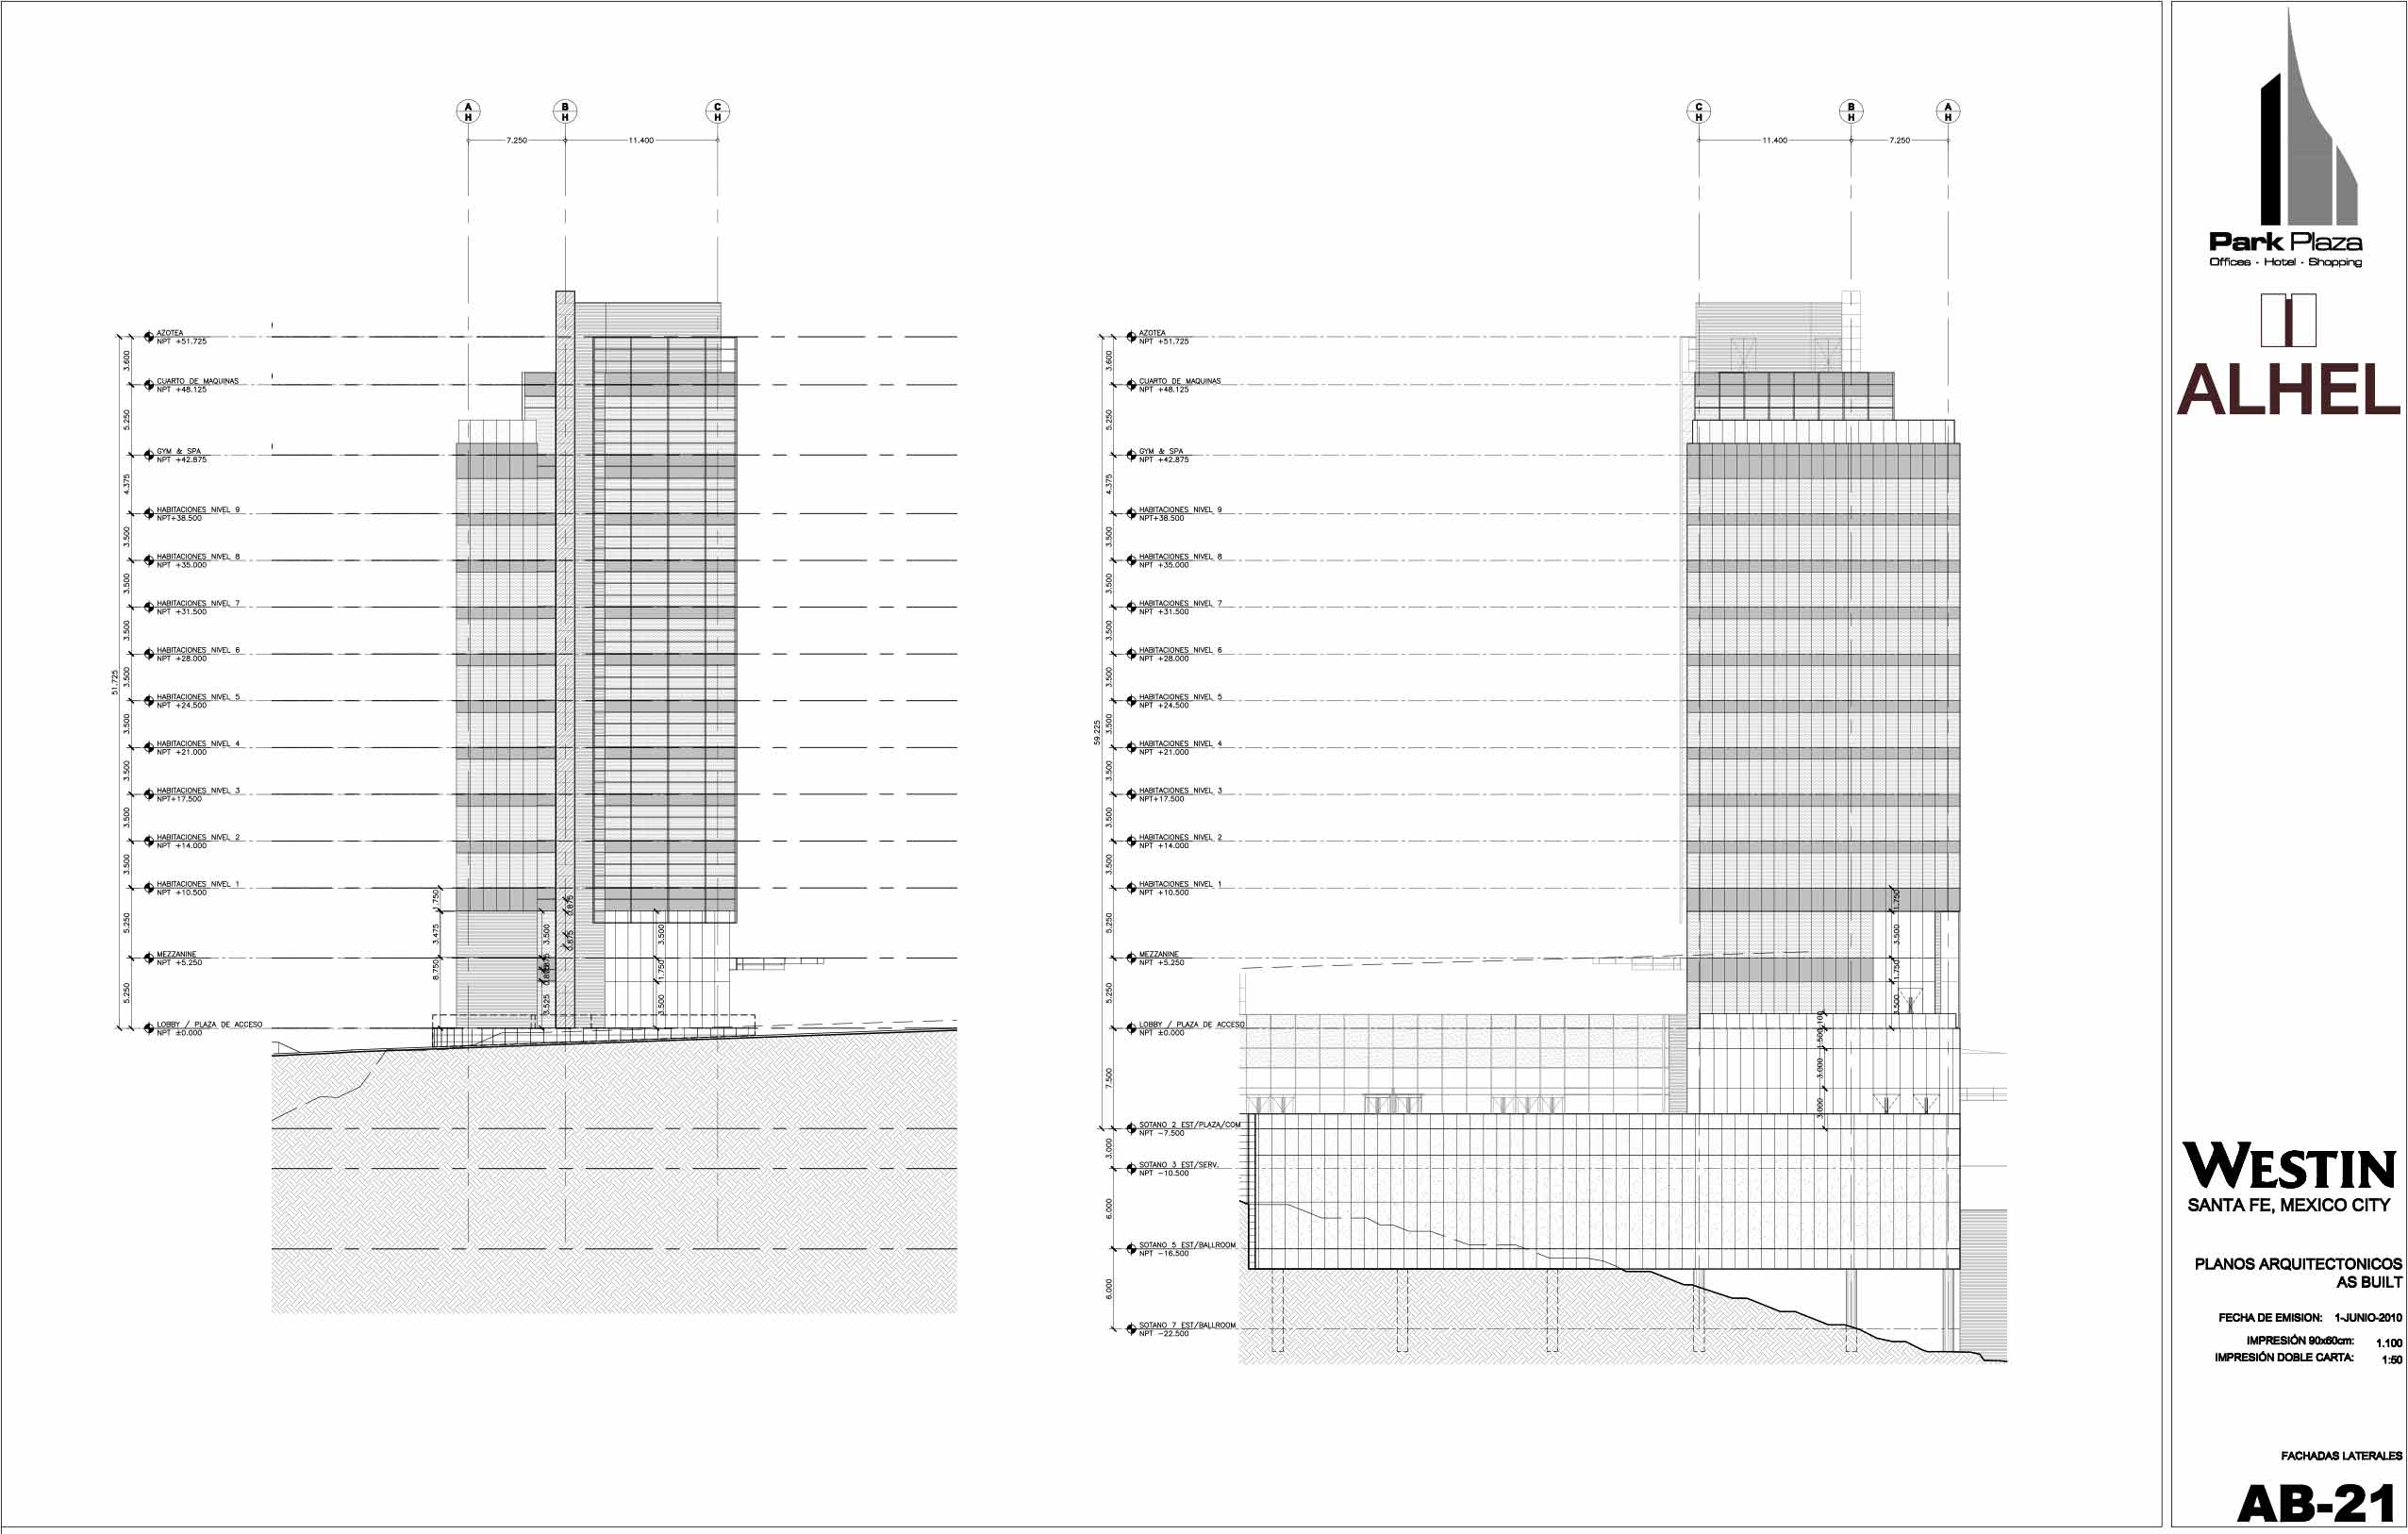 A
H
B
H
C
H
7.250
11.400
AZOTEA
NPT +51.725
3.600
CUARTO DE MAQUINAS
NPT +48.125
5.250
GYM & SPA
NPT +42.875
4.375
HABITACIONES NIVEL 9
NPT+38.500
3.500
HABITACIONES NIVEL 8
NPT +35.000
3.500
HABITACIONES NIVEL 7
NPT +31.500
3.500
HABITACIONES NIVEL 6
NPT +28.000
51.725
3.500
HABITACIONES NIVEL 5
NPT +24.500
3.500
HABITACIONES NIVEL 4
NPT +21.000
3.500
HABITACIONES NIVEL 3
NPT+17.500
3.500
HABITACIONES NIVEL 2
NPT +14.000
3.500
HABITACIONES NIVEL 1
NPT +10.500
5.250
MEZZANINE
NPT +5.250
5.250
LOBBY / PLAZA DE ACCESO
NPT ±0.000
1.750
3.475
8.750
0.875
0.875
3.500
3.525
3.500
1.750
3.500
C
H
B
H
A
H
11.400
7.250
AZOTEA
NPT +51.725
3.600
CUARTO DE MAQUINAS
NPT +48.125
5.250
GYM & SPA
NPT +42.875
4.375
HABITACIONES NIVEL 9
NPT+38.500
3.500
HABITACIONES NIVEL 8
NPT +35.000
3.500
HABITACIONES NIVEL 7
NPT +31.500
3.500
HABITACIONES NIVEL 6
NPT +28.000
3.500
HABITACIONES NIVEL 5
NPT +24.500
59.225
3.500
HABITACIONES NIVEL 4
NPT +21.000
3.500
HABITACIONES NIVEL 3
NPT+17.500
3.500
HABITACIONES NIVEL 2
NPT +14.000
3.500
HABITACIONES NIVEL 1
NPT +10.500
5.250
MEZZANINE
NPT +5.250
5.250
LOBBY / PLAZA DE ACCESO
NPT ±0.000
7.500
SOTANO 2 EST/PLAZA/COM
NPT -7.500
3.000
SOTANO 3 EST/SERV.
NPT -10.500
6.000
SOTANO 5 EST/BALLROOM
NPT -16.500
6.000
SOTANO 7 EST/BALLROOM
NPT -22.500
1.750
3.500
1.750
3.500
1.100
1.500
3.000
3.000
Park Plaza
Offices - Hotel - Shopping
ALHEL
WESTIN
SANTA FE, MEXICO CITY
PLANOS ARQUITECTONICOS
AS BUILT
FECHA DE EMISION: 1-JUNIO-2010
IMPRESIÓN 90x60cm: 1.100
IMPRESIÓN DOBLE CARTA: 1:50
FACHADAS LATERALES
AB-21